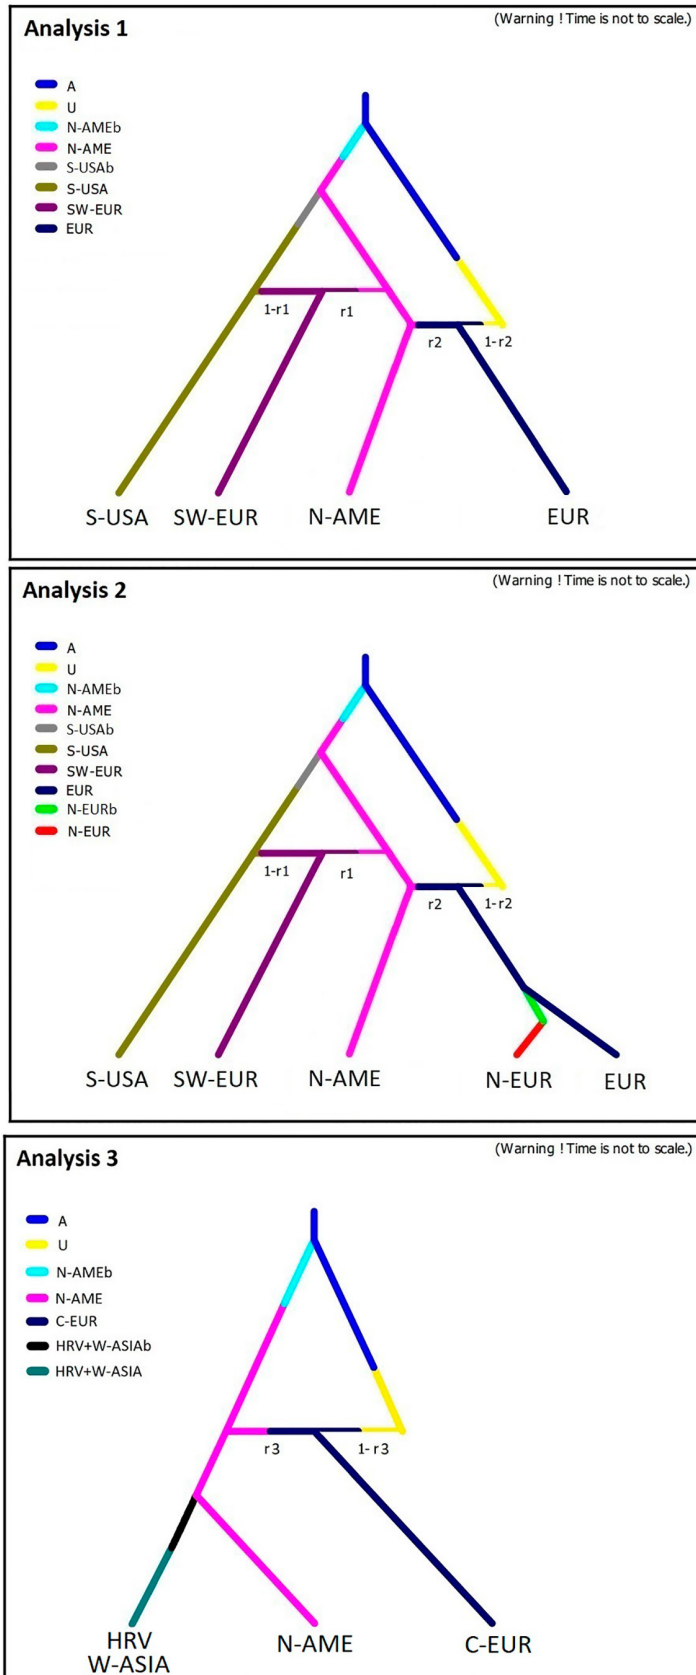 Analysis 1
(Warning ! Time is not to scale.)
A
U
N-AMEb
N-AME
S-USAb
S-USA
SW-EUR
EUR
1-r1
r1
r2
1-r2
S-USA
SW-EUR
N-AME
EUR
Analysis 2
(Warning ! Time is not to scale.)
A
U
N-AMEb
N-AME
S-USAb
S-USA
SW-EUR
EUR
N-EURb
N-EUR
1-r1
r1
r2
1-r2
S-USA
SW-EUR
N-AME
N-EUR
EUR
Analysis 3
(Warning ! Time is not to scale.)
A
U
N-AMEb
N-AME
C-EUR
HRV+W-ASIAb
HRV+W-ASIA
r3
1-r3
HRV
W-ASIA
N-AME
C-EUR